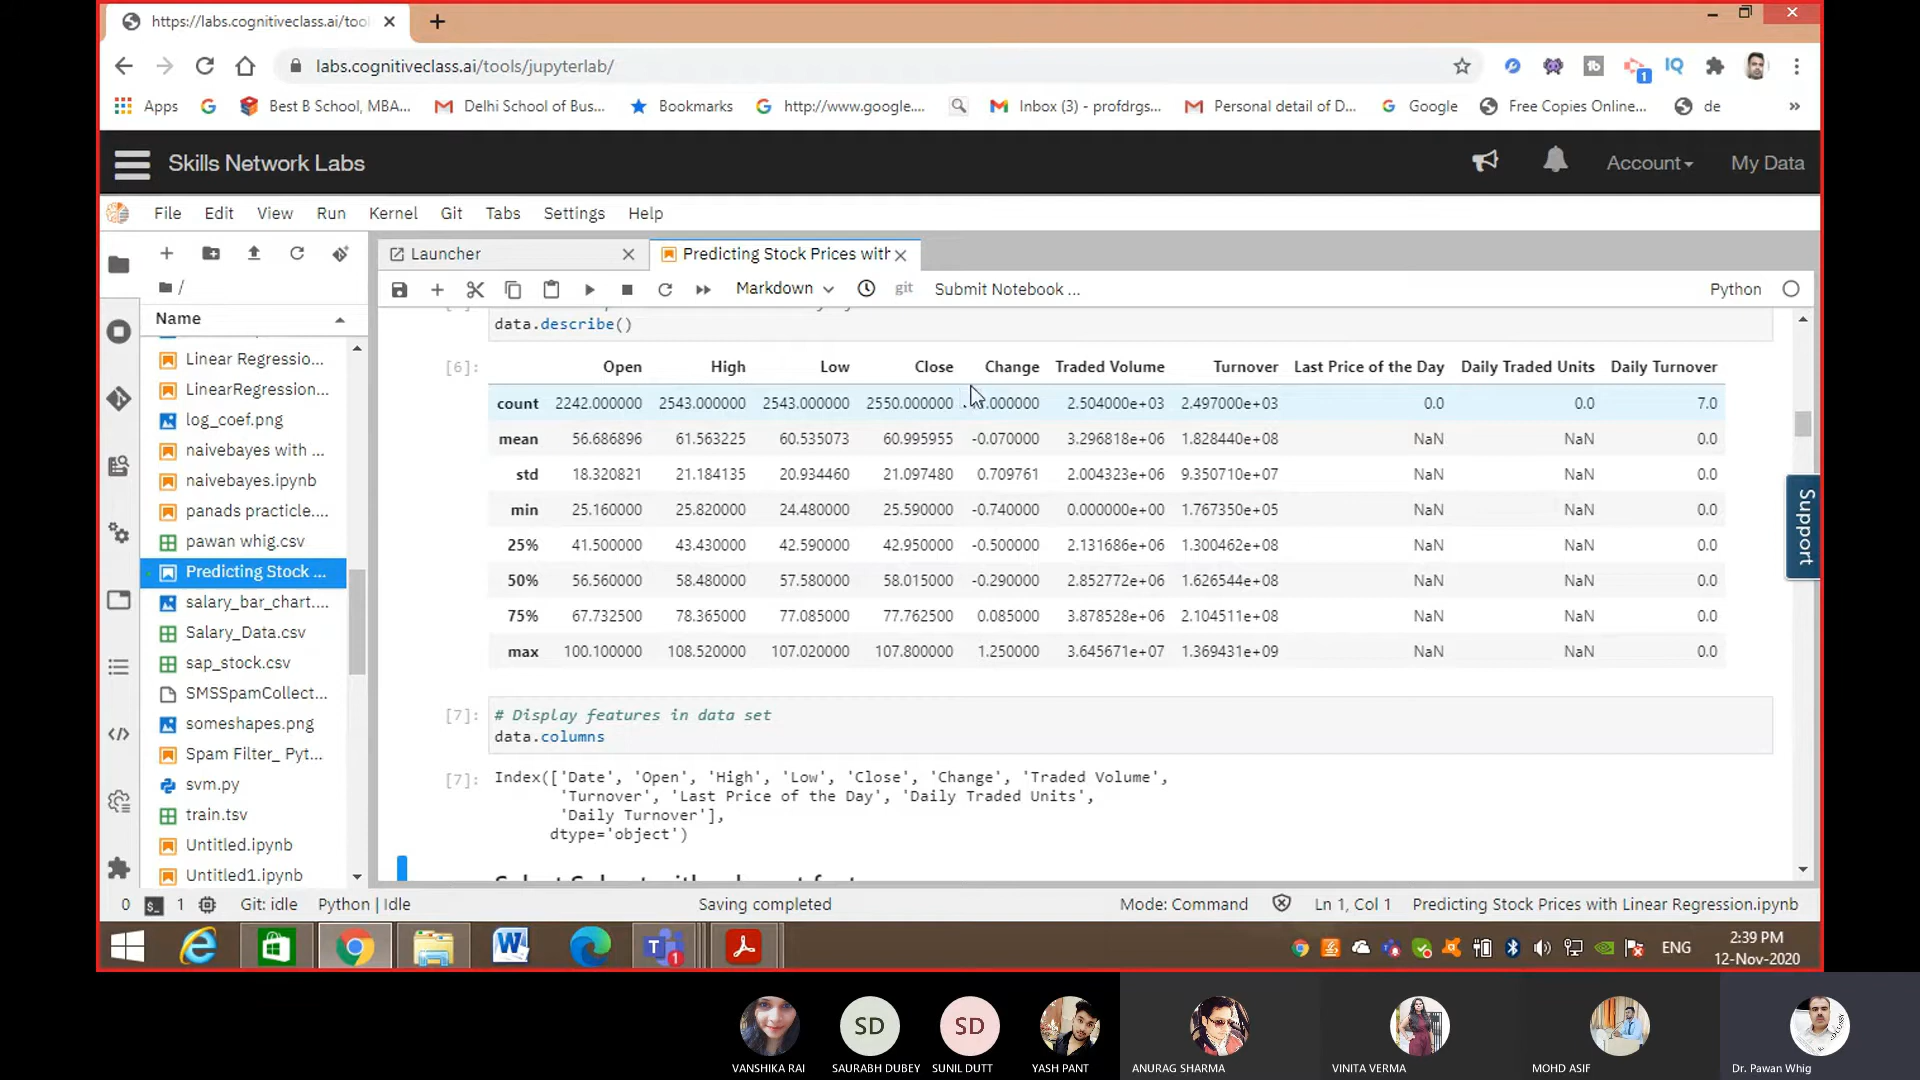 https://labs.cognitiveclass.ai/too
labs.cognitiveclass.ai/tools/jupyterlab/
Apps Best B School, MBA... Delhi School of Bus... Bookmarks http://www.google.... Inbox (3) - profdrgs... Personal detail of D... Google Free Copies Online... de »
Skills Network Labs Account My Data
File Edit View Run Kernel Git Tabs Settings Help
Launcher Predicting Stock Prices with
/
Markdown git Submit Notebook ... Python
Name
Linear Regressio...
LinearRegression...
log_coef.png
naivebayes with ...
naivebayes.ipynb
panads practicle....
pawan whig.csv
Predicting Stock ...
salary_bar_chart....
Salary_Data.csv
sap_stock.csv
SMSSpamCollect...
someshapes.png
Spam Filter_ Pyt...
svm.py
train.tsv
Untitled.ipynb
Untitled1.ipynb
data.describe()
[6]: Open High Low Close Change Traded Volume Turnover Last Price of the Day Daily Traded Units Daily Turnover
count 2242.000000 2543.000000 2543.000000 2550.000000 .000000 2.504000e+03 2.497000e+03 0.0 0.0 7.0
mean 56.686896 61.563225 60.535073 60.995955 -0.070000 3.296818e+06 1.828440e+08 NaN NaN 0.0
std 18.320821 21.184135 20.934460 21.097480 0.709761 2.004323e+06 9.350710e+07 NaN NaN 0.0
min 25.160000 25.820000 24.480000 25.590000 -0.740000 0.000000e+00 1.767350e+05 NaN NaN 0.0
25% 41.500000 43.430000 42.590000 42.950000 -0.500000 2.131686e+06 1.300462e+08 NaN NaN 0.0
50% 56.560000 58.480000 57.580000 58.015000 -0.290000 2.852772e+06 1.626544e+08 NaN NaN 0.0
75% 67.732500 78.365000 77.085000 77.762500 0.085000 3.878528e+06 2.104511e+08 NaN NaN 0.0
max 100.100000 108.520000 107.020000 107.800000 1.250000 3.645671e+07 1.369431e+09 NaN NaN 0.0
[7]: # Display features in data set
data.columns
[7]: Index(['Date', 'Open', 'High', 'Low', 'Close', 'Change', 'Traded Volume',
'Turnover', 'Last Price of the Day', 'Daily Traded Units',
'Daily Turnover'],
dtype='object')
Support
0 1 Git: idle Python | Idle Saving completed Mode: Command Ln 1, Col 1 Predicting Stock Prices with Linear Regression.ipynb
ENG
2:39 PM
12-Nov-2020
SD SD
VANSHIKA RAI SAURABH DUBEY SUNIL DUTT YASH PANT ANURAG SHARMA VINITA VERMA MOHD ASIF Dr. Pawan Whig